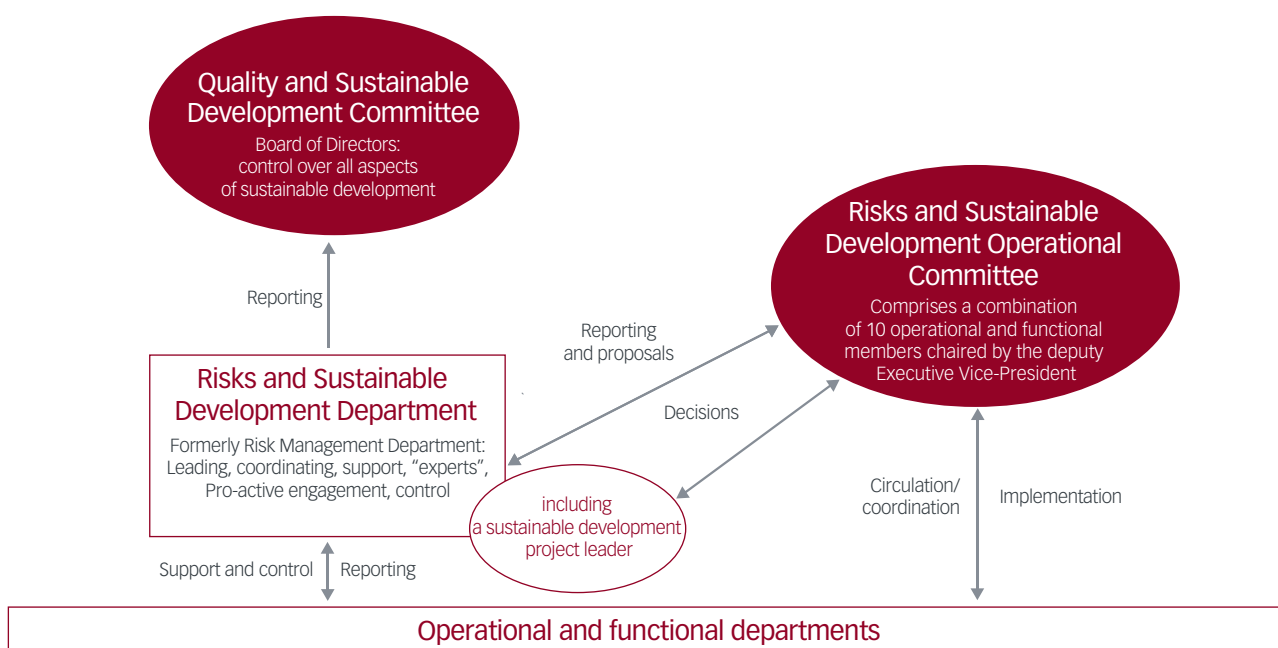 Quality and Sustainable
Development Committee
Board of Directors:
control over all aspects
of sustainable development
Risks and Sustainable
Development Operational
Committee
Comprises a combination
of 10 operational and functional
members chaired by the deputy
Executive Vice-President
Reporting
Reporting
and proposals
Risks and Sustainable
Development Department
Formerly Risk Management Department:
Leading, coordinating, support, “experts”,
Pro-active engagement, control
Decisions
including
a sustainable development
project leader
Circulation/
coordination
Implementation
Support and control
Reporting
Operational and functional departments